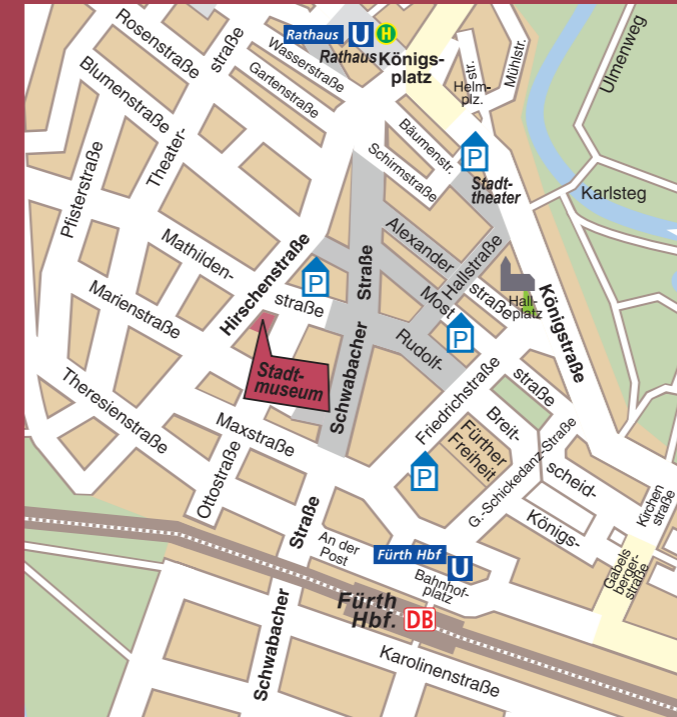 Rosenstraße
straße
Rathaus U H
Rathaus
Königs-
platz
Wasserstraße
Gartenstraße
Blumenstraße
Theater-
Pfisterstraße
str.
Helm-
plz.
Mühlstr.
Ulmenweg
Bäumenstr.
Schirmstraße
P
Stadt-
theater
Karlsteg
Mathilden-
straße
Hirschenstraße
P
Straße
Schwabacher
Alexander
straße
Hallstraße
Most
Hall-
platz
Königstraße
Marienstraße
P
Rudolf-
straße
Stadt-
museum
Theresienstraße
Maxstraße
Ottostraße
Friedrichstraße
Breit-
scheid-
Fürther
Freiheit
G.-Schickedanz-Straße
P
Königs-
Kirchen
straße
Gabels
berger-
straße
Straße
An der
Post
Fürth Hbf U
Bahnhof-
platz
Fürth
Hbf. DB
Schwabacher
Karolinenstraße